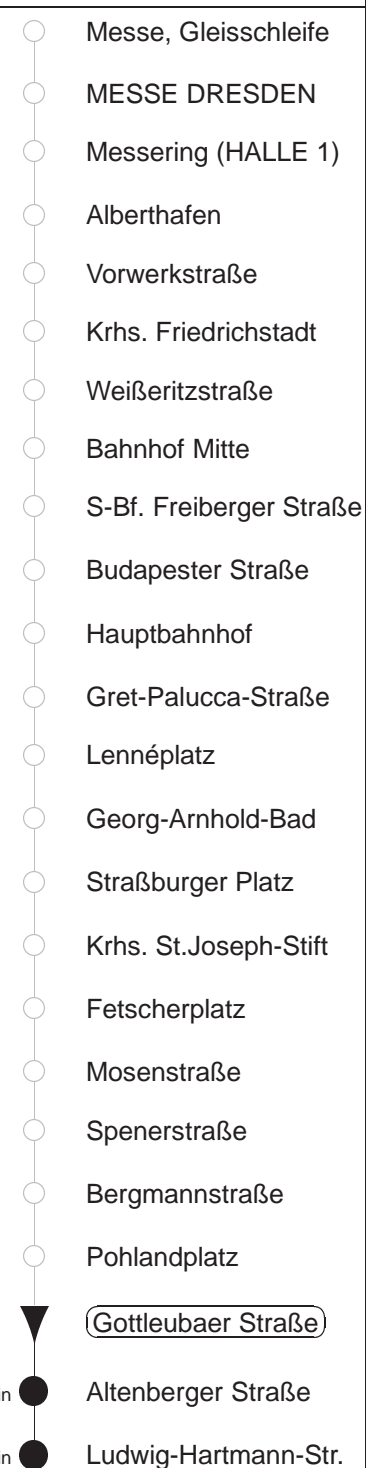 Messe, Gleisschleife
MESSE DRESDEN
Messering (HALLE 1)
Alberthafen
Vorwerkstraße
Krhs. Friedrichstadt
Weißeritzstraße
Bahnhof Mitte
S-Bf. Freiberger Straße
Budapester Straße
Hauptbahnhof
Gret-Palucca-Straße
Lennéplatz
Georg-Arnhold-Bad
Straßburger Platz
Krhs. St.Joseph-Stift
Fetscherplatz
Mosenstraße
Spenerstraße
Bergmannstraße
Pohlandplatz
Gottleubaer Straße
Altenberger Straße
Ludwig-Hartmann-Str.